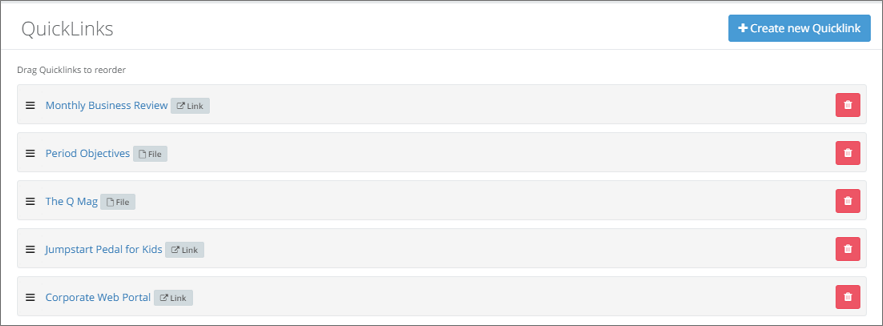 QuickLinks
Create new Quicklink
Drag Quicklinks to reorder
Monthly Business Review Link
Period Objectives File
The Q Mag File
Jumpstart Pedal for Kids Link
Corporate Web Portal Link